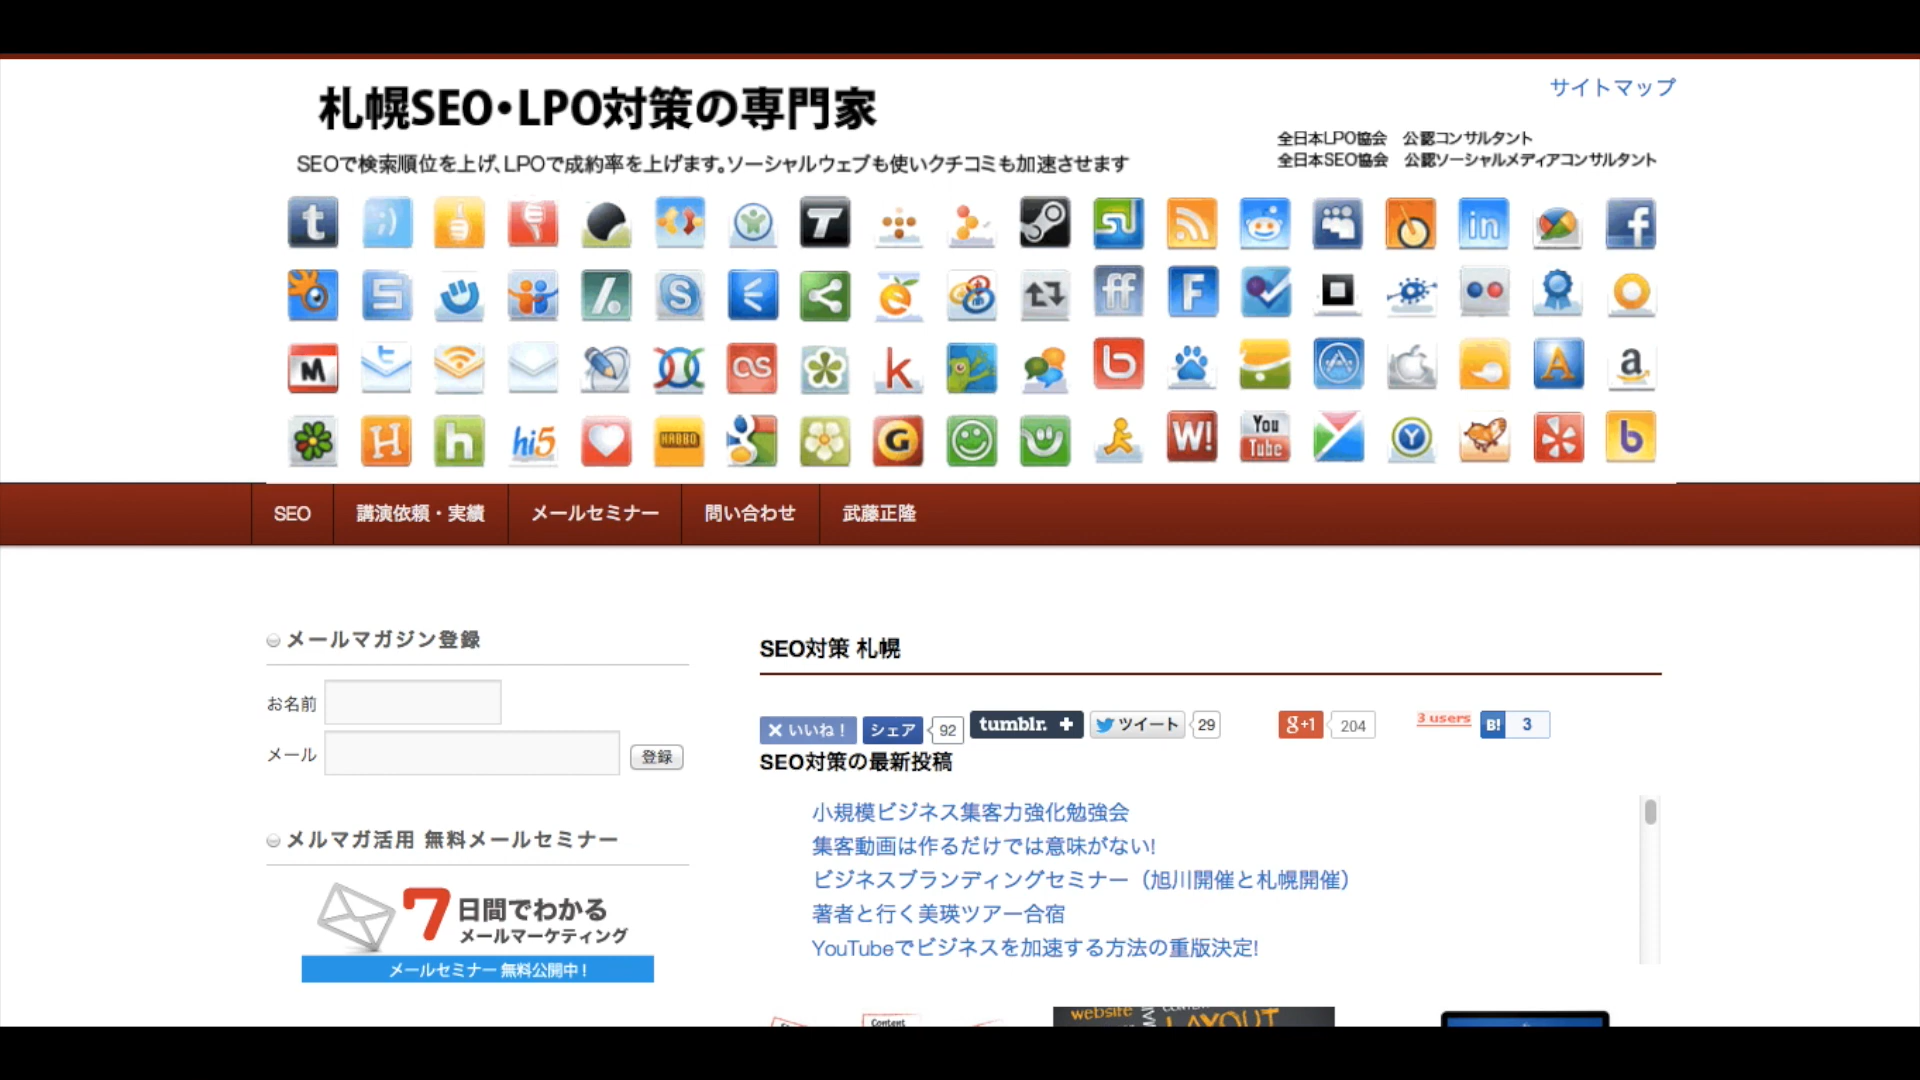 サイトマップ
札幌SEO・LPO対策の専門家
全日本LPO協会　公認コンサルタント
SEOで検索順位を上げ、LPOで成約率を上げます。ソーシャルウェブも使いクチコミも加速させます
全日本SEO協会　公認ソーシャルメディアコンサルタント
hi5
HABBO
You
Tube
SEO
講演依頼・実績
メールセミナー
問い合わせ
武藤正隆
メールマガジン登録
お名前
メール
登録
メルマガ活用 無料メールセミナー
7日間でわかる
メールマーケティング
メールセミナー 無料公開中！
SEO対策 札幌
いいね！ シェア 92 tumblr. + ツイート 29 g+1 204 3 users B! 3
SEO対策の最新投稿
小規模ビジネス集客力強化勉強会
集客動画は作るだけでは意味がない!
ビジネスブランディングセミナー（旭川開催と札幌開催）
著者と行く美瑛ツアー合宿
YouTubeでビジネスを加速する方法の重版決定!
Content
website
LAYOUT